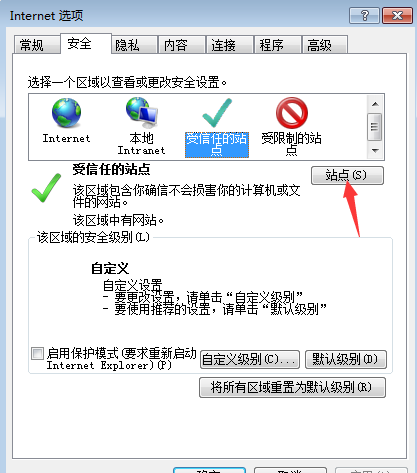 Internet 选项
常规 安全 隐私 内容 连接 程序 高级
选择一个区域以查看或更改安全设置。
Internet 本地 Intranet 受信任的站点 受限制的站点
受信任的站点 站点(S)
该区域包含你确信不会损害你的计算机或文
件的网站。
该区域中有网站。
该区域的安全级别(L)
自定义
自定义设置
- 要更改设置，请单击“自定义级别”
- 要使用推荐的设置，请单击“默认级别”
启用保护模式(要求重新启动
Internet Explorer)(P)
自定义级别(C)... 默认级别(D)
将所有区域重置为默认级别(R)